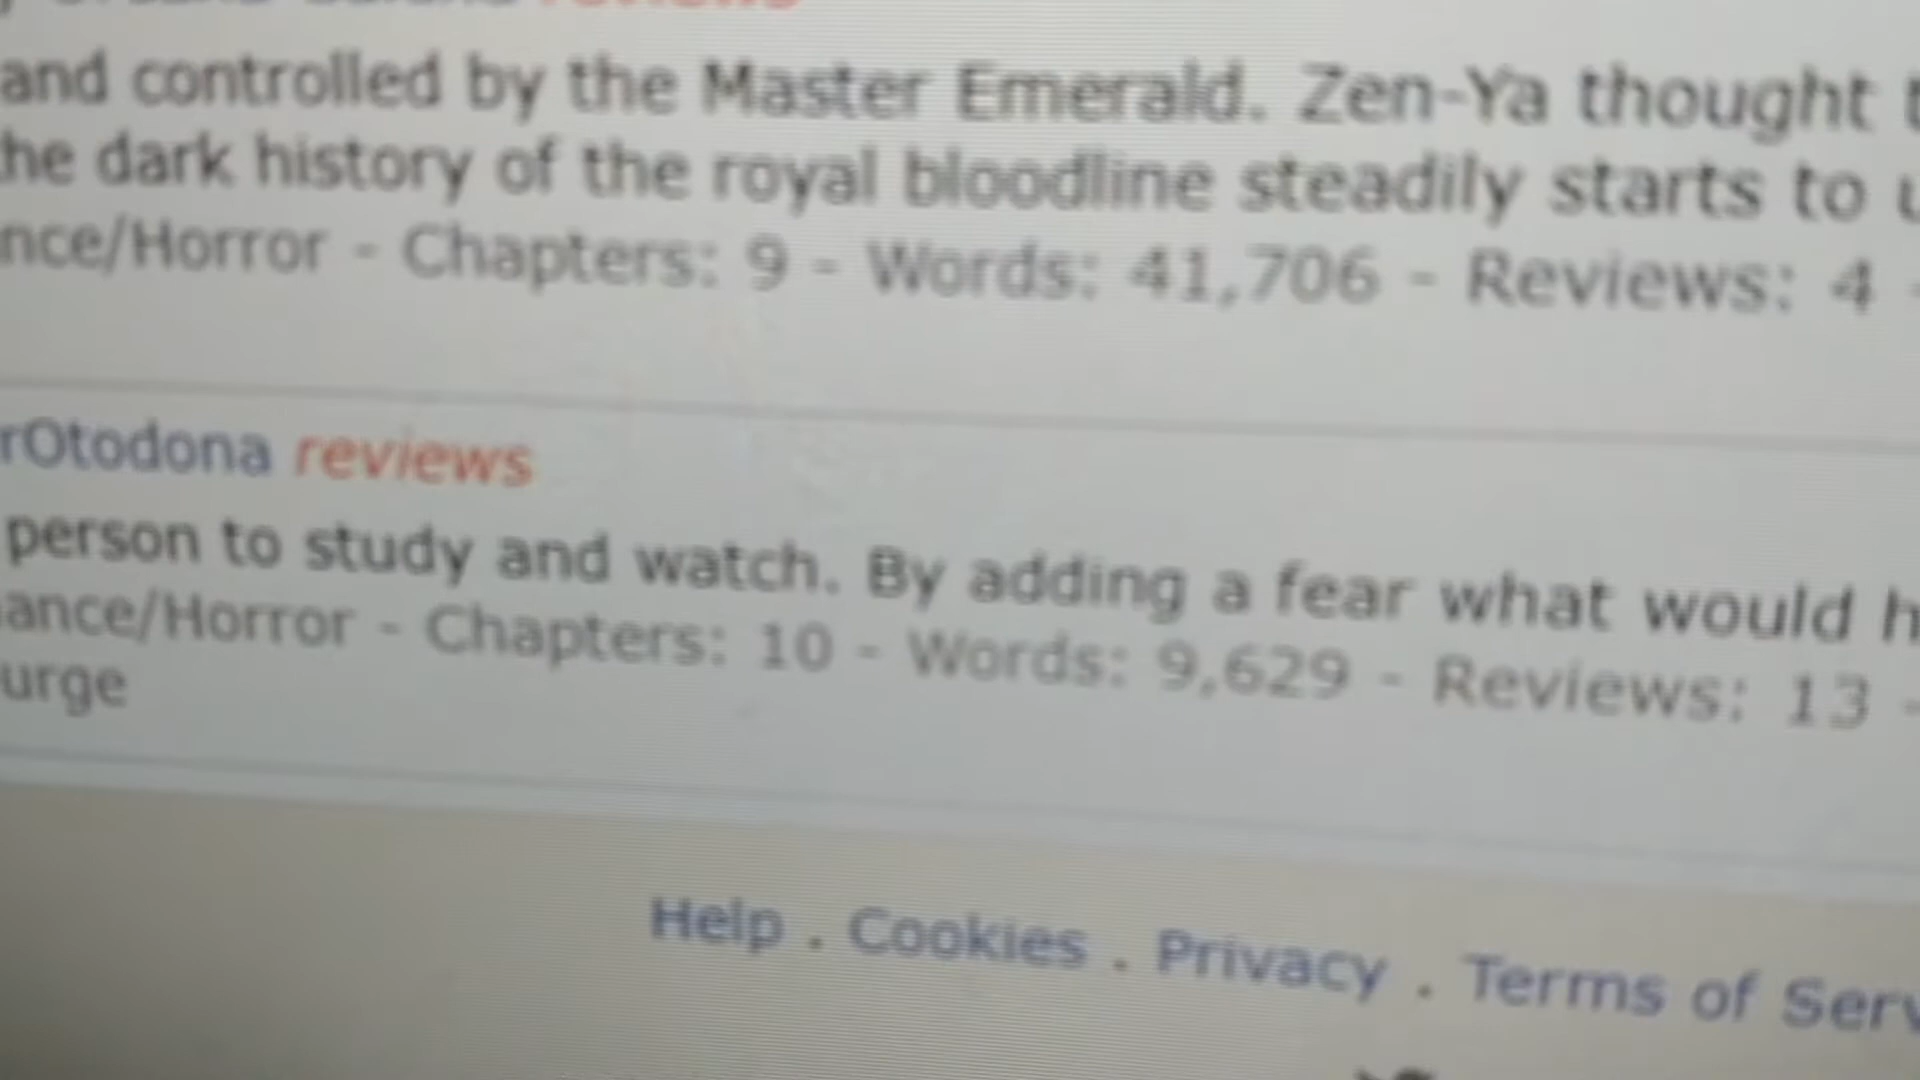 reviews
and controlled by the Master Emerald. Zen-Ya thought
he dark history of the royal bloodline steadily starts to
nce/Horror - Chapters: 9 - Words: 41,706 - Reviews: 4 -
rOtodona reviews
person to study and watch. By adding a fear what would h
ance/Horror - Chapters: 10 - Words: 9,629 - Reviews: 13 -
urge
Help . Cookies . Privacy . Terms of Serv